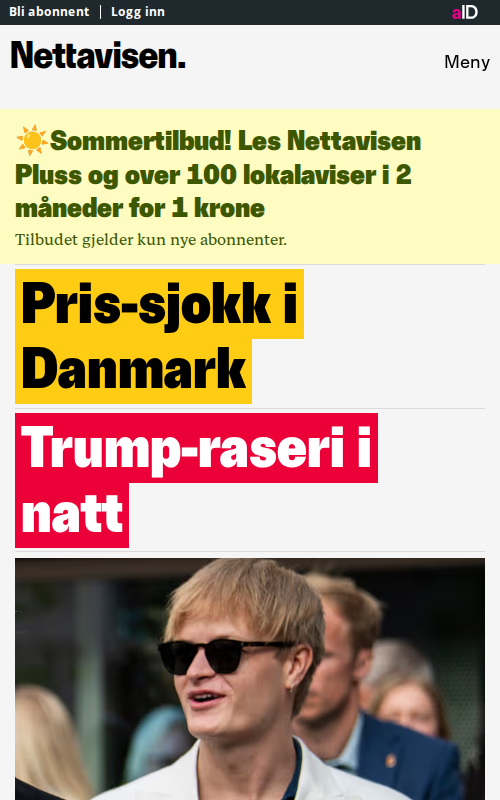 Bli abonnent | Logg inn
aID
Nettavisen.
Meny
☀️Sommertilbud! Les Nettavisen
Pluss og over 100 lokalaviser i 2
måneder for 1 krone
Tilbudet gjelder kun nye abonnenter.
Pris-sjokk i
Danmark
Trump-raseri i
natt